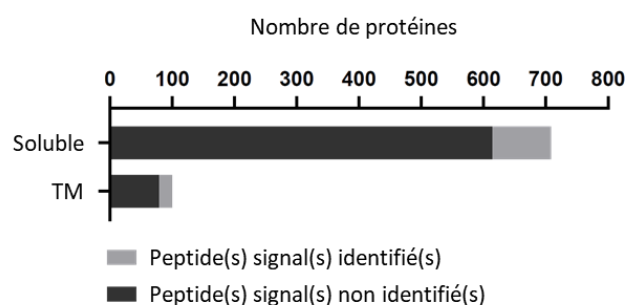 Nombre de protéines
0 100 200 300 400 500 600 700 800
Soluble
TM
Peptide(s) signal(s) identifié(s)
Peptide(s) signal(s) non identifié(s)